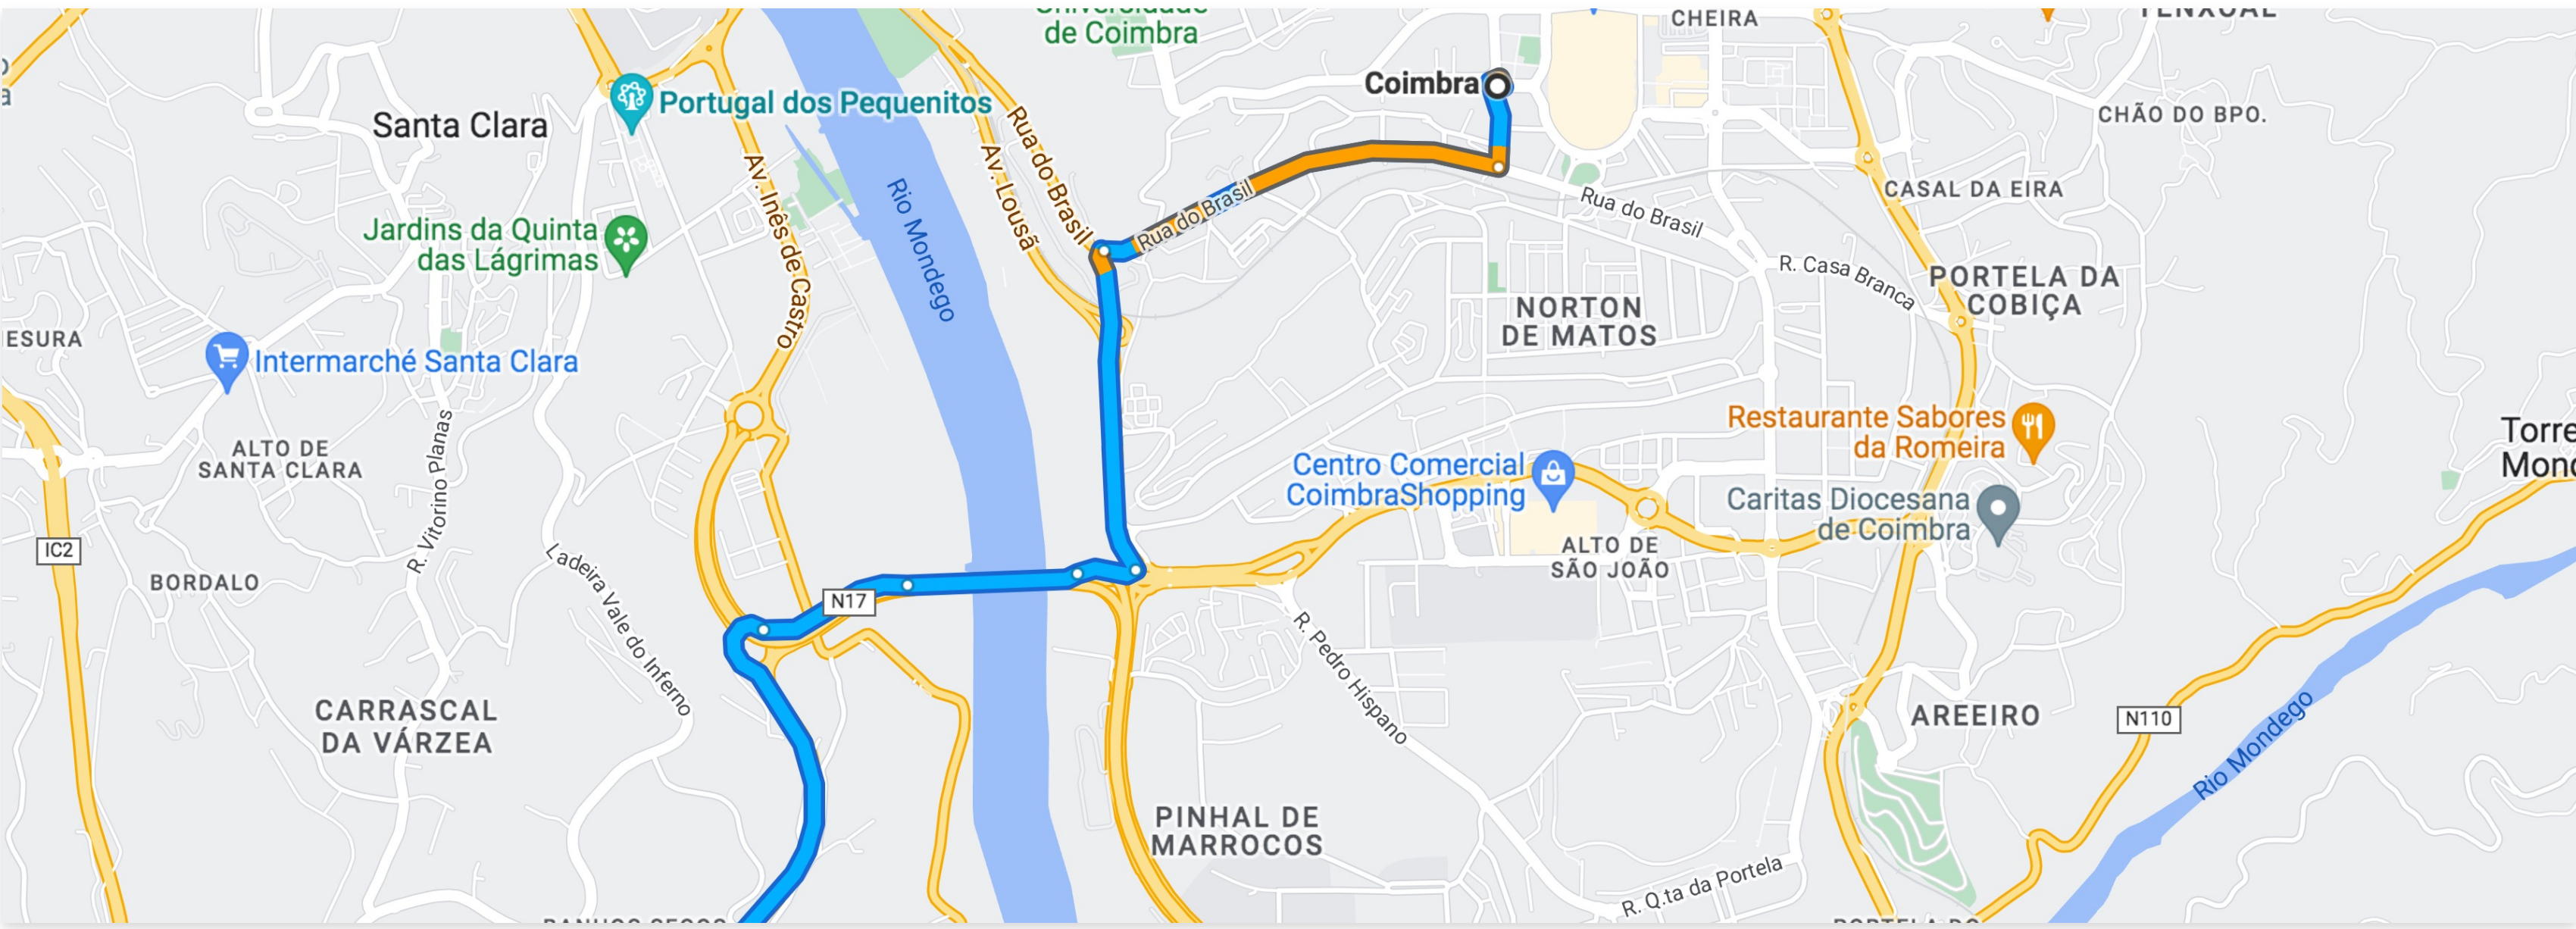 Universidade
de Coimbra
CHEIRA
Coimbra
Portugal dos Pequenitos
Santa Clara
CHÃO DO BPO.
Rua do Brasil
Av. Lousã
Av. Inês de Castro
Rio Mondego
Rua do Brasil
Rua do Brasil
CASAL DA EIRA
Jardins da Quinta
das Lágrimas
R. Casa Branca
PORTELA DA
COBIÇA
NORTON
DE MATOS
ESURA
Intermarché Santa Clara
Restaurante Sabores
da Romeira
Torre
ALTO DE
SANTA CLARA
R. Vitorino Planas
Centro Comercial
CoimbraShopping
Caritas Diocesana
de Coimbra
IC2
BORDALO
Ladeira Vale do Inferno
N17
ALTO DE
SÃO JOÃO
R. Pedro Hispano
CARRASCAL
DA VÁRZEA
AREEIRO
N110
Rio Mondego
PINHAL DE
MARROCOS
R. Q.ta da Portela